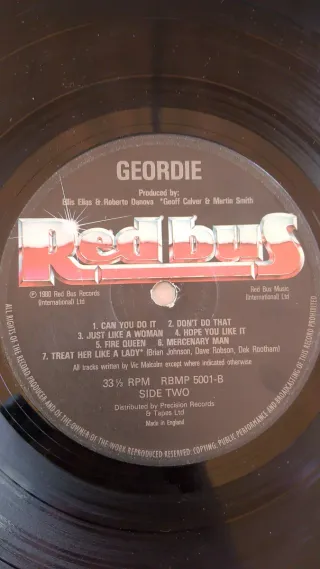 GEORDIE
Produced by:
Ellis Elias & Roberto Danova *Geoff Calver & Martin Smith
Red bus
℗ 1980 Red Bus Records
(International) Ltd
Red Bus Music
(International) Ltd
1. CAN YOU DO IT 2. DON'T DO THAT
3. JUST LIKE A WOMAN 4. HOPE YOU LIKE IT
5. FIRE QUEEN 6. MERCENARY MAN
7. TREAT HER LIKE A LADY* (Brian Johnson, Dave Robson, Dak Rootham)
All tracks written by Vic Malcolm except where indicated otherwise
33⅓ RPM RBMP 5001-B
SIDE TWO
Distributed by Precision Records
& Tapes Ltd
Made in England
ALL RIGHTS OF THE RECORD PRODUCER AND OF THE OWNER OF THE WORK REPRODUCED RESERVED. COPYING, PUBLIC PERFORMANCE AND BROADCASTING OF THIS